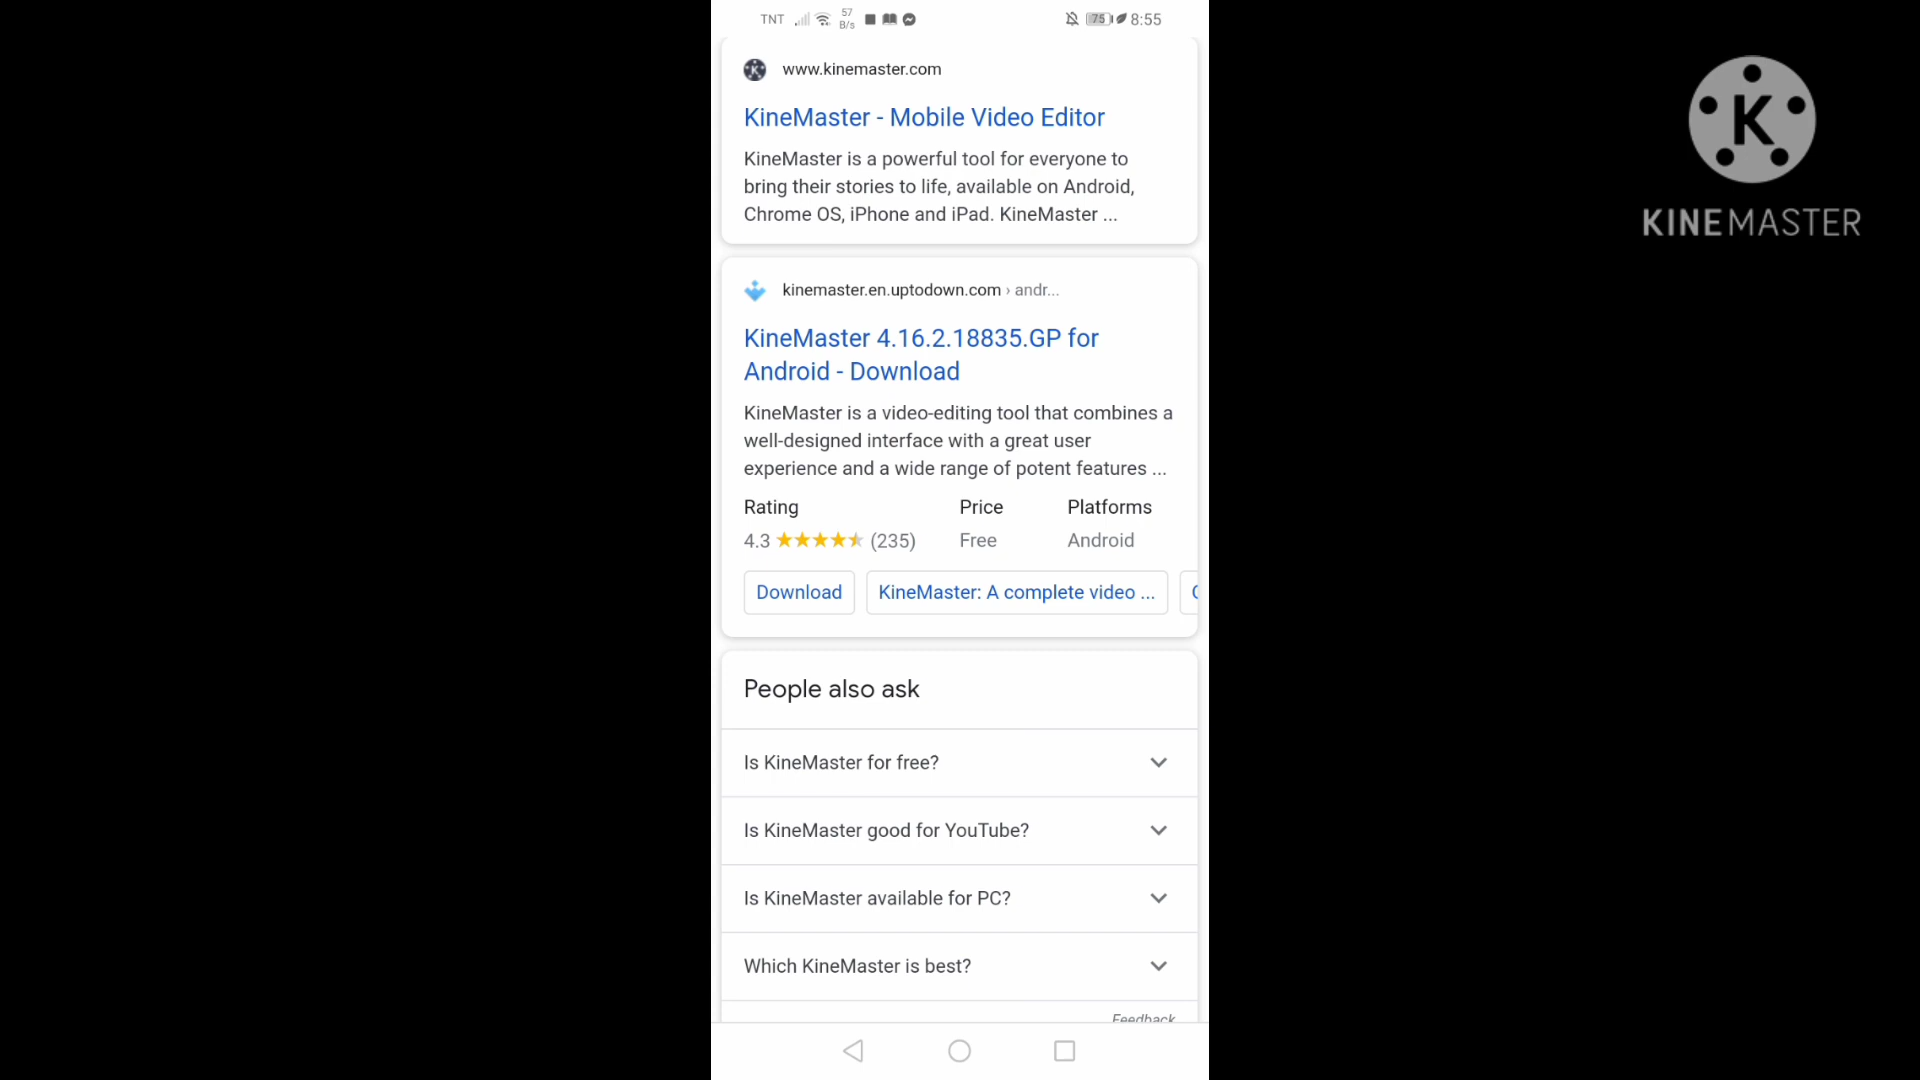 TNT 57 B/s 75 8:55
www.kinemaster.com
KineMaster - Mobile Video Editor
KineMaster is a powerful tool for everyone to
bring their stories to life, available on Android,
Chrome OS, iPhone and iPad. KineMaster ...
kinemaster.en.uptodown.com › andr...
KineMaster 4.16.2.18835.GP for
Android - Download
KineMaster is a video-editing tool that combines a
well-designed interface with a great user
experience and a wide range of potent features ...
Rating Price Platforms
4.3 (235) Free Android
Download KineMaster: A complete video ...
People also ask
Is KineMaster for free?
Is KineMaster good for YouTube?
Is KineMaster available for PC?
Which KineMaster is best?
Feedback
K
KINEMASTER